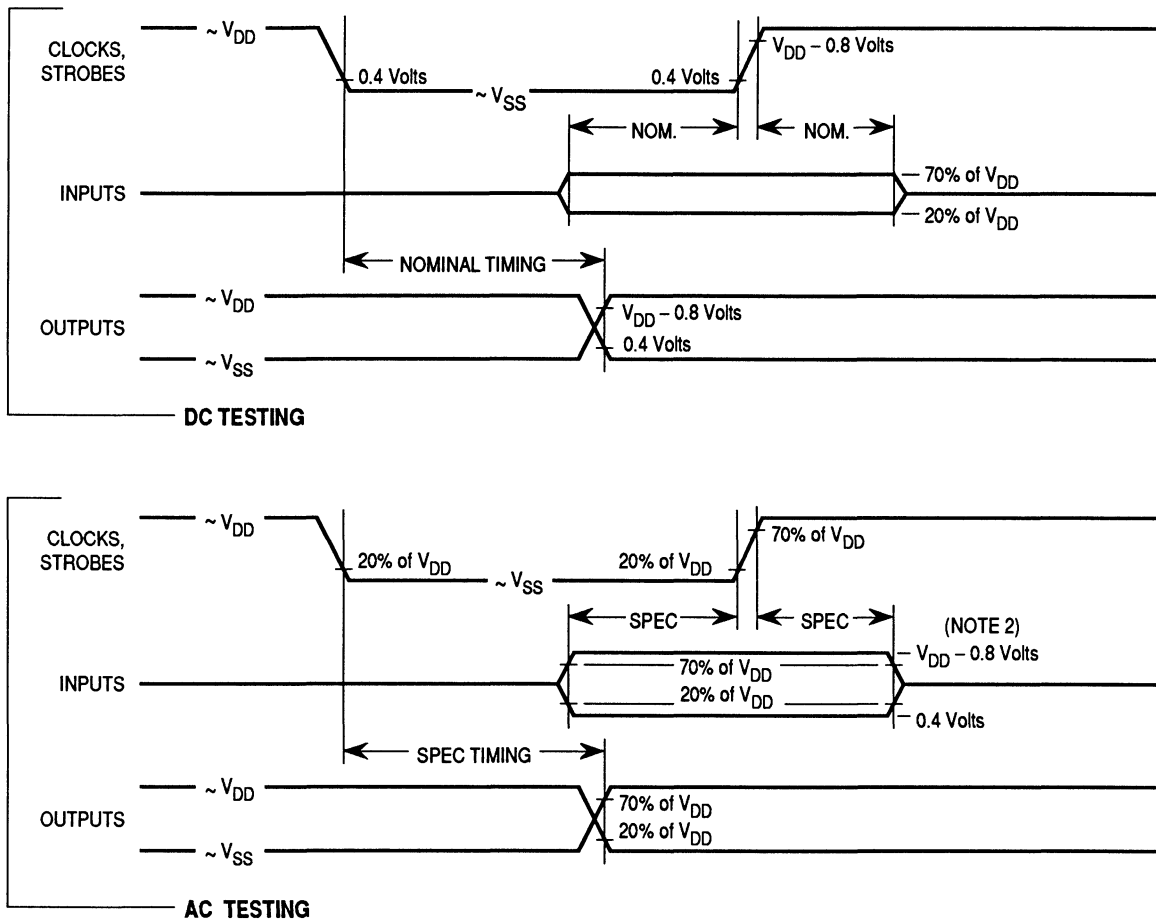 CLOCKS,
STROBES
~ VDD
0.4 Volts
~ VSS
0.4 Volts
VDD – 0.8 Volts
NOM.
NOM.
INPUTS
70% of VDD
20% of VDD
NOMINAL TIMING
OUTPUTS
~ VDD
~ VSS
VDD – 0.8 Volts
0.4 Volts
DC TESTING
CLOCKS,
STROBES
~ VDD
20% of VDD
~ VSS
20% of VDD
70% of VDD
SPEC
SPEC
(NOTE 2)
INPUTS
70% of VDD
20% of VDD
VDD – 0.8 Volts
0.4 Volts
SPEC TIMING
OUTPUTS
~ VDD
~ VSS
70% of VDD
20% of VDD
AC TESTING